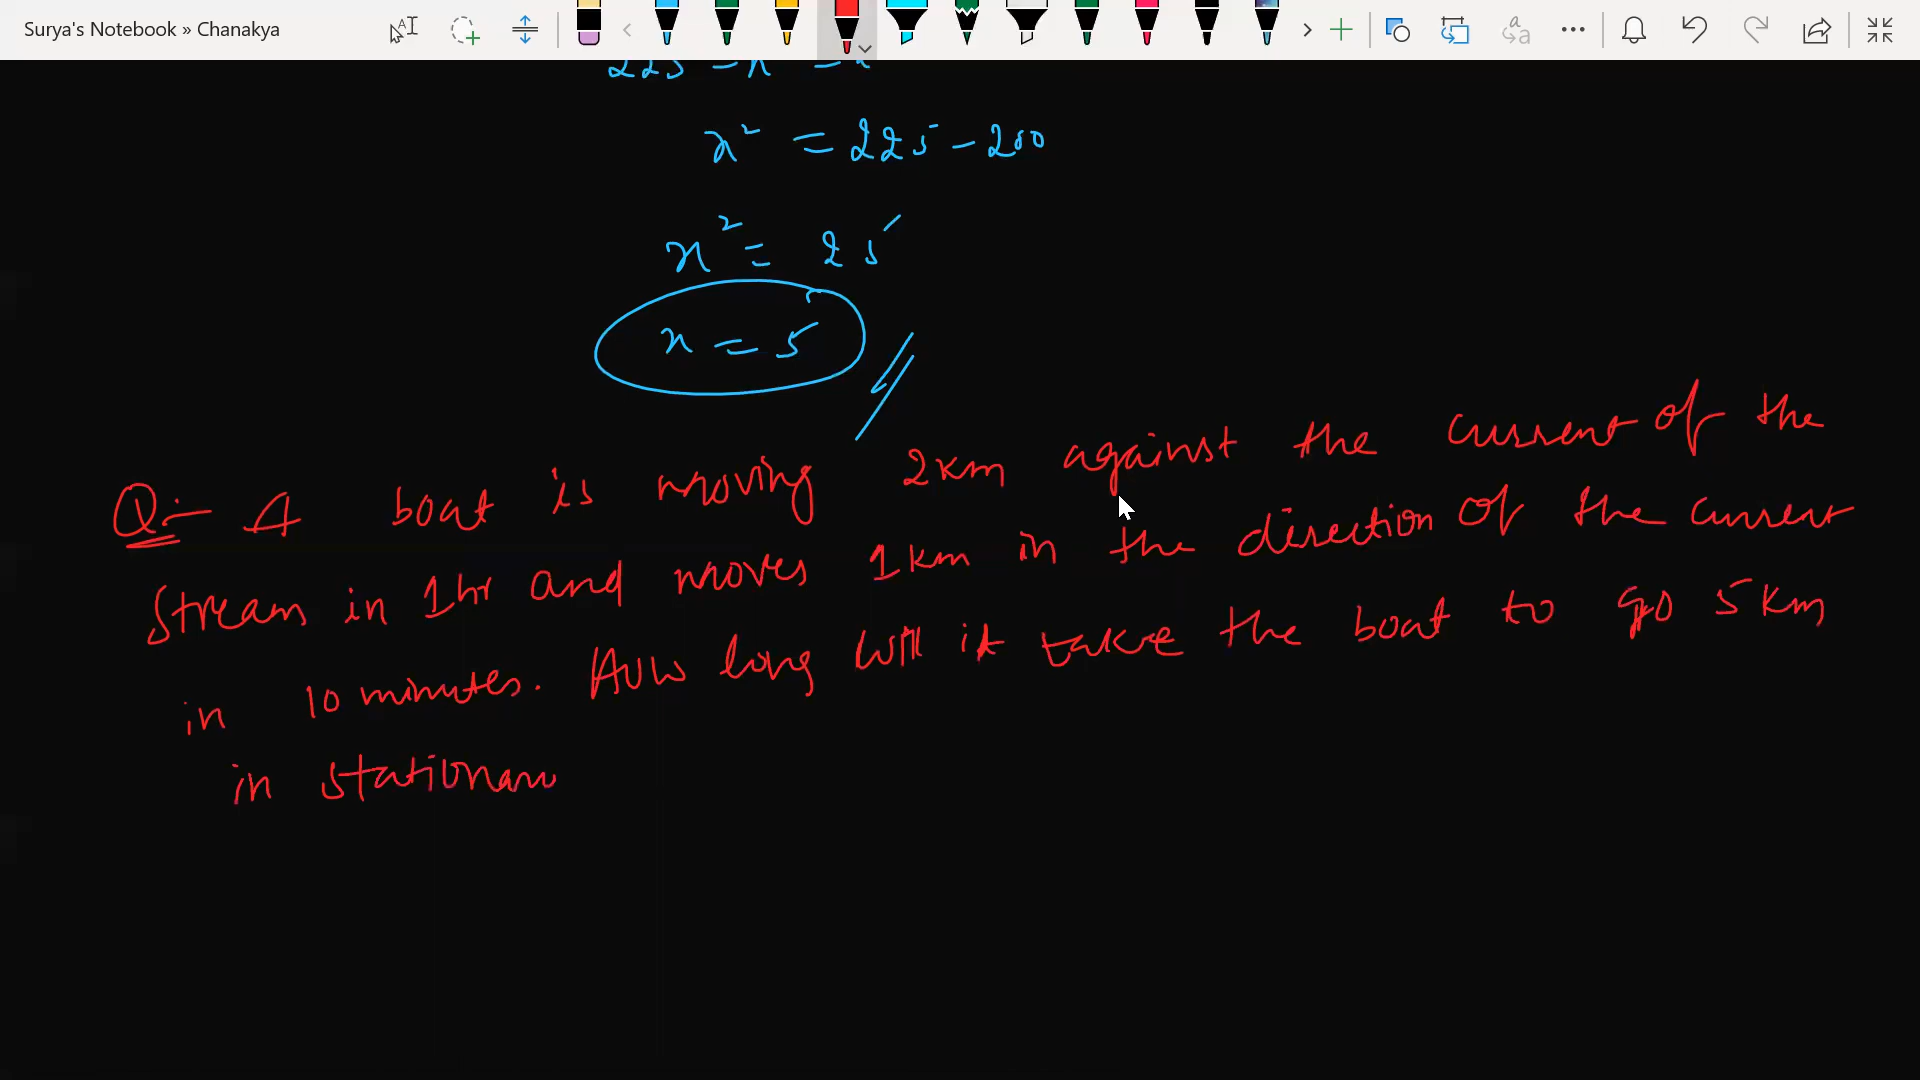 Surya's Notebook » Chanakya
x² = 225 - 200
x² = 25
x = 5
Q:- A boat is moving 2km against the current of the
stream in 1hr and moves 1km in the direction of the current
in 10 minutes. How long will it take the boat to go 5km
in stationary